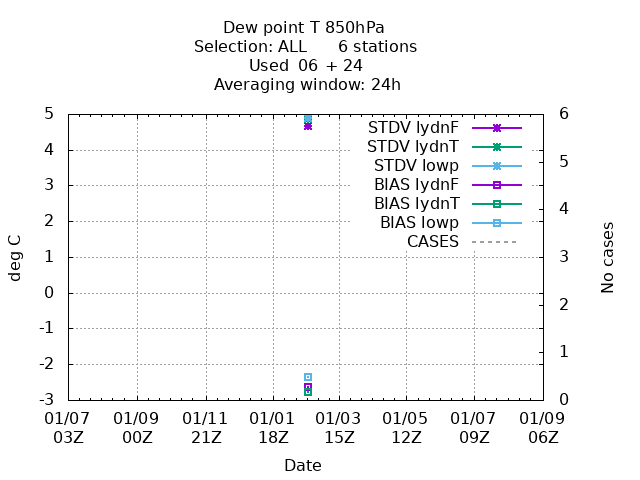 Dew point T 850hPa
Selection: ALL      6 stations
Used  06 + 24
Averaging window: 24h
5
4
3
2
1
0
-1
-2
-3
deg C
6
5
4
3
2
1
0
No cases
STDV lydnF
STDV lydnT
STDV lowp
BIAS lydnF
BIAS lydnT
BIAS lowp
CASES
01/07 01/09 01/11 01/01 01/03 01/05 01/07 01/09
03Z 00Z 21Z 18Z 15Z 12Z 09Z 06Z
Date